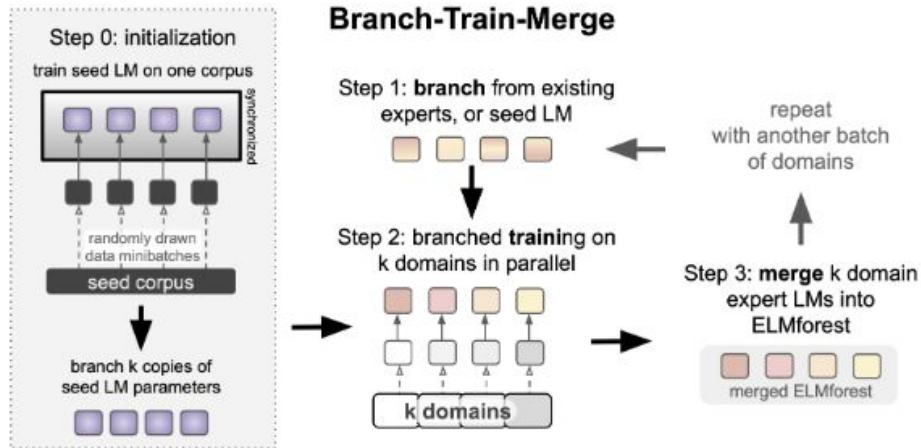 Branch-Train-Merge
Step 0: initialization
train seed LM on one corpus
synchronized
randomly drawn
data minibatches
seed corpus
branch k copies of
seed LM parameters
Step 1: branch from existing
experts, or seed LM
Step 2: branched training on
k domains in parallel
k domains
Step 3: merge k domain
expert LMs into
ELMforest
merged ELMforest
repeat
with another batch
of domains